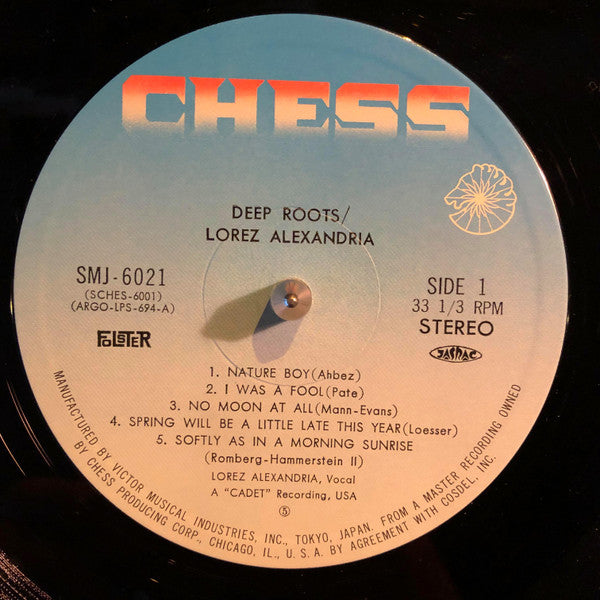 CHESS
DEEP ROOTS/
LOREZ ALEXANDRIA
SMJ-6021
(SCHES-6001)
(ARGO-LPS-694-A)
FOLSTER
SIDE 1
33 1/3 RPM
STEREO
JASRAC
1. NATURE BOY(Ahbez)
2. I WAS A FOOL(Pate)
3. NO MOON AT ALL(Mann-Evans)
4. SPRING WILL BE A LITTLE LATE THIS YEAR(Loesser)
5. SOFTLY AS IN A MORNING SUNRISE
(Romberg-Hammerstein II)
LOREZ ALEXANDRIA, Vocal
A "CADET" Recording, USA
⑤
MANUFACTURED BY VICTOR MUSICAL INDUSTRIES, INC., TOKYO, JAPAN. FROM A MASTER RECORDING OWNED
BY CHESS PRODUCING CORP., CHICAGO, IL., U.S.A. BY AGREEMENT WITH COSDEL, INC.